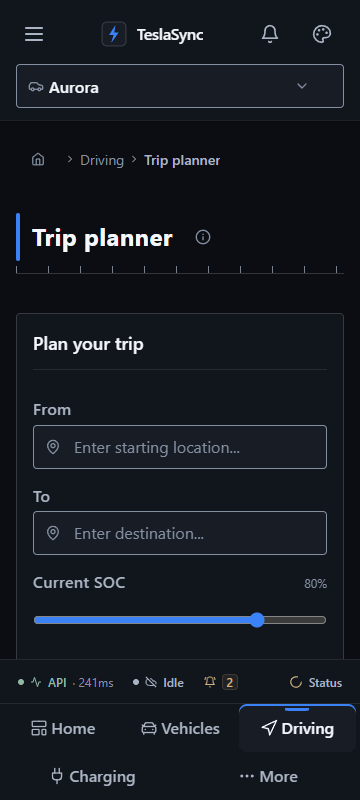 TeslaSync
Aurora
Driving Trip planner
Trip planner
Plan your trip
From
Enter starting location...
To
Enter destination...
Current SOC 80%
API · 241ms Idle 2 Status
Home Vehicles Driving
Charging More